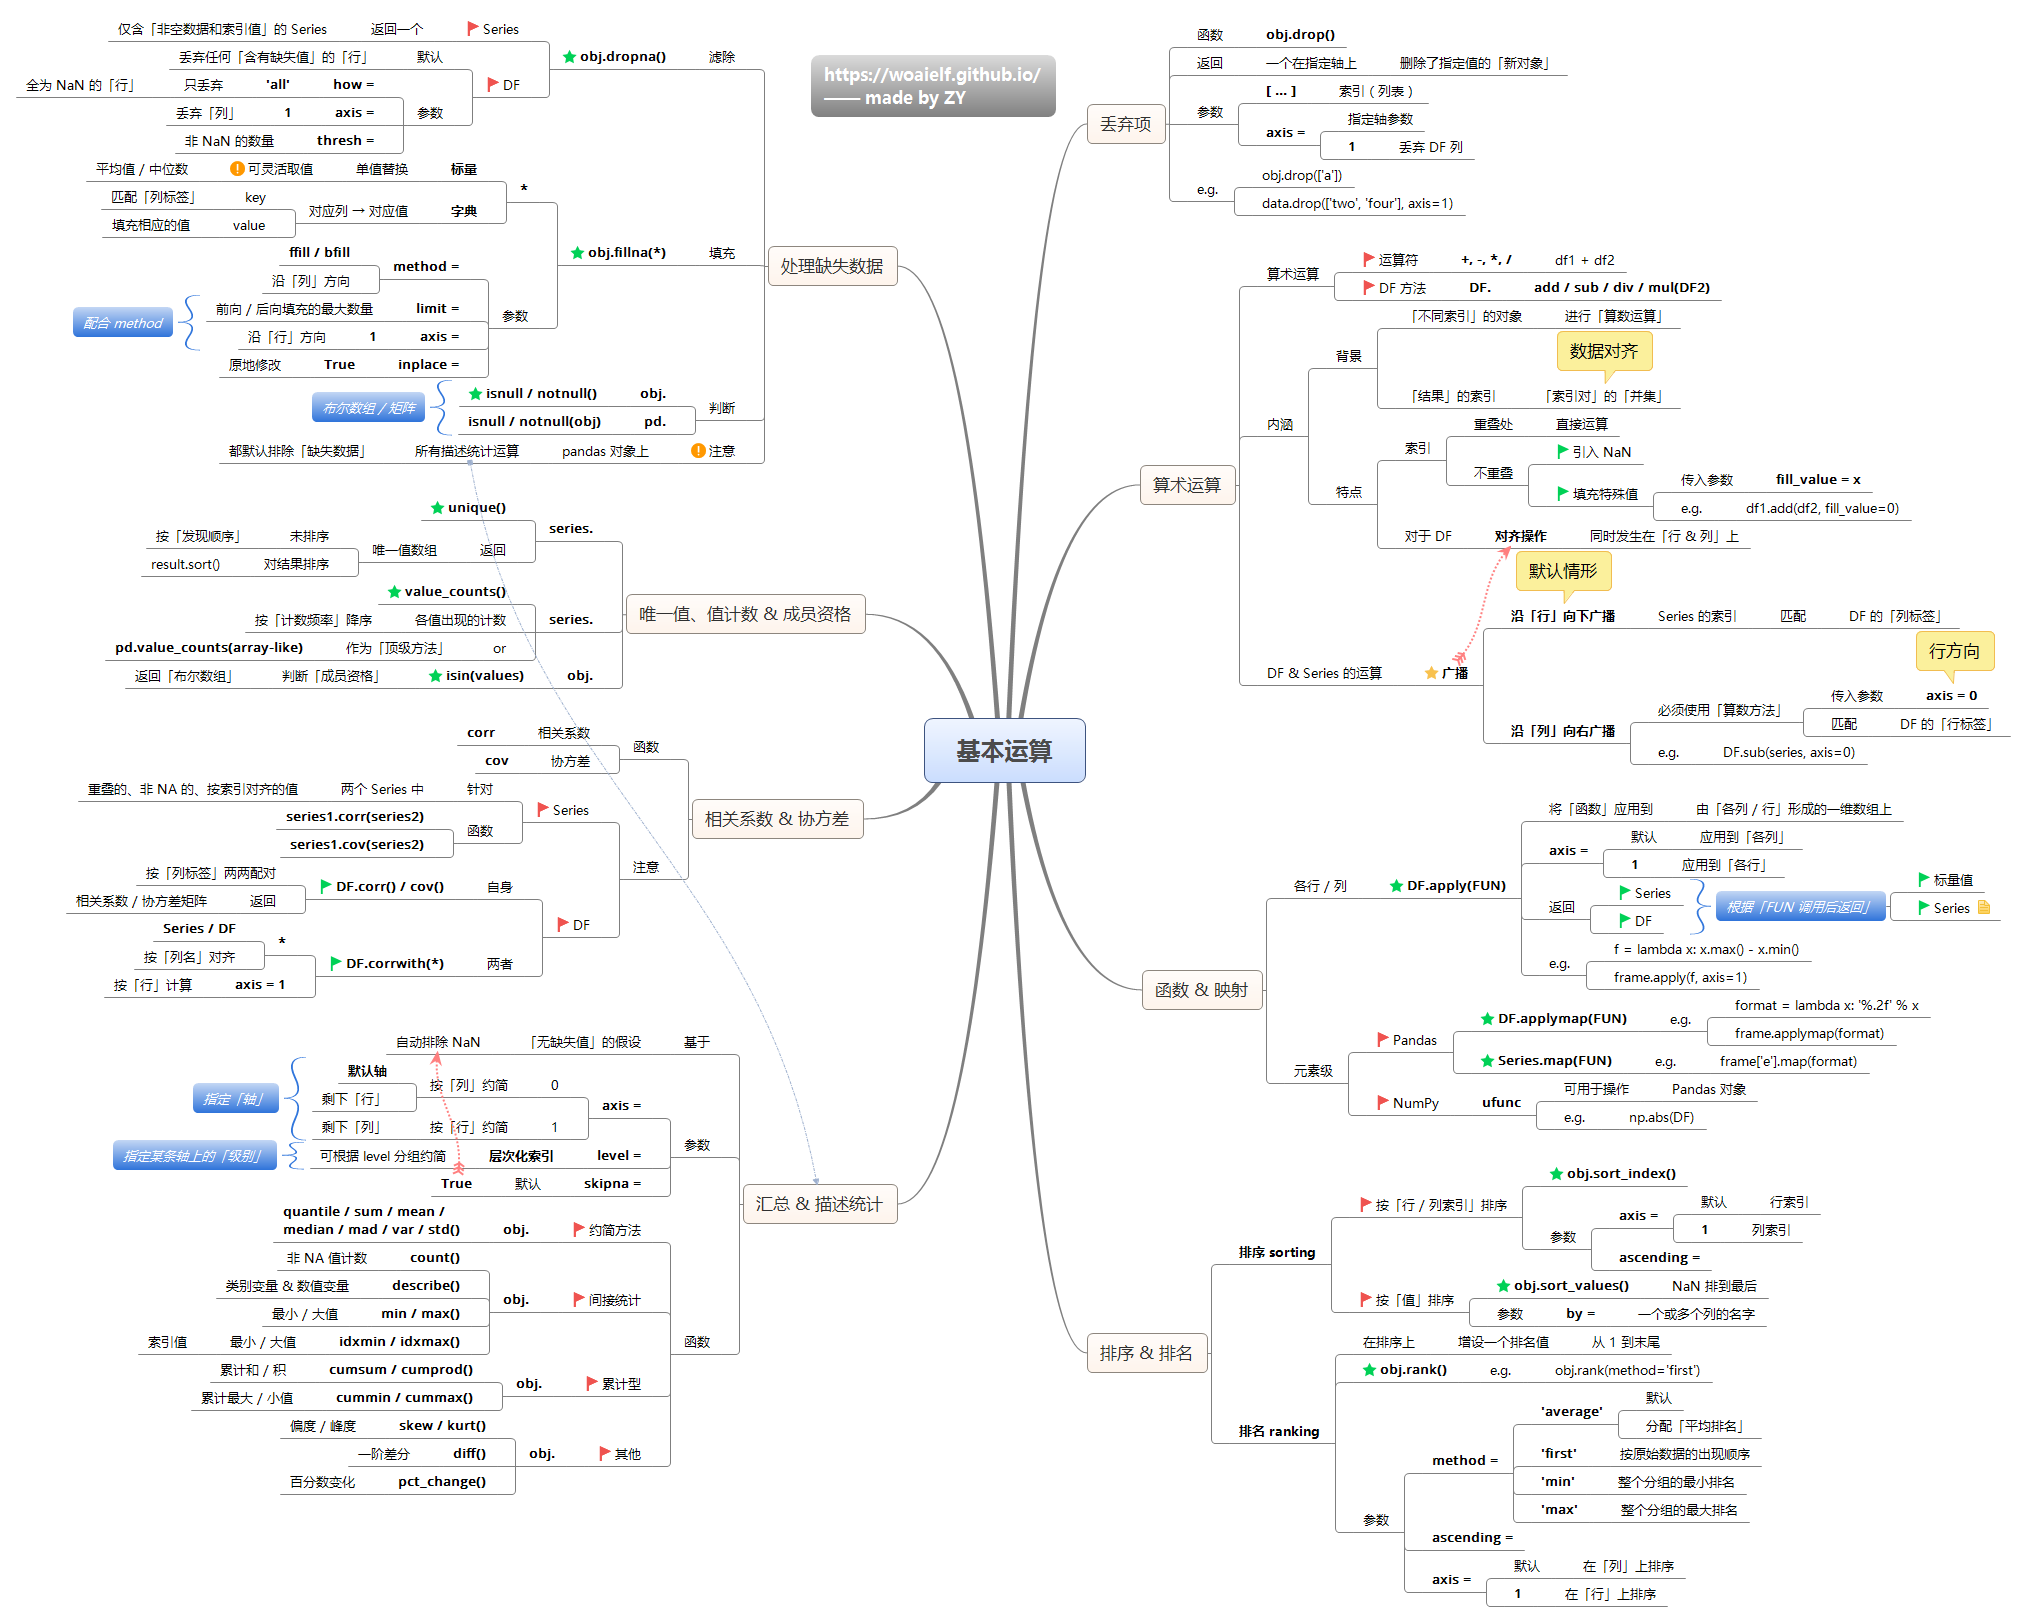 https://woaielf.github.io/
—— made by ZY
基本运算
处理缺失数据
滤除
obj.dropna()
Series
返回一个
仅含「非空数据和索引值」的 Series
DF
默认
丢弃任何「含有缺失值」的「行」
参数
how =
'all'
只丢弃
全为 NaN 的「行」
axis =
1
丢弃「列」
thresh =
非 NaN 的数量
填充
obj.fillna(*)
*
标量
单值替换
可灵活取值
平均值 / 中位数
字典
对应列 → 对应值
key
匹配「列标签」
value
填充相应的值
参数
method =
ffill / bfill
沿「列」方向
limit =
前向 / 后向填充的最大数量
axis =
1
沿「行」方向
配合 method
inplace =
True
原地修改
判断
obj.
isnull / notnull()
pd.
isnull / notnull(obj)
布尔数组 / 矩阵
注意
pandas 对象上
所有描述统计运算
都默认排除「缺失数据」
唯一值、值计数 & 成员资格
series.
unique()
返回
唯一值数组
未排序
按「发现顺序」
对结果排序
result.sort()
series.
value_counts()
各值出现的计数
按「计数频率」降序
or
作为「顶级方法」
pd.value_counts(array-like)
obj.
isin(values)
判断「成员资格」
返回「布尔数组」
相关系数 & 协方差
函数
相关系数
corr
协方差
cov
注意
Series
针对
两个 Series 中
重叠的、非 NA 的、按索引对齐的值
函数
series1.corr(series2)
series1.cov(series2)
DF
自身
DF.corr() / cov()
按「列标签」两两配对
返回
相关系数 / 协方差矩阵
两者
DF.corrwith(*)
*
Series / DF
按「列名」对齐
axis = 1
按「行」计算
汇总 & 描述统计
基于
「无缺失值」的假设
自动排除 NaN
参数
axis =
0
按「列」约简
默认轴
剩下「行」
1
按「行」约简
剩下「列」
指定「轴」
level =
层次化索引
可根据 level 分组约简
指定某条轴上的「级别」
skipna =
默认
True
函数
约简方法
obj.
quantile / sum / mean /
median / mad / var / std()
间接统计
obj.
count()
非 NA 值计数
describe()
类别变量 & 数值变量
min / max()
最小 / 大值
idxmin / idxmax()
最小 / 大值
索引值
累计型
obj.
cumsum / cumprod()
累计和 / 积
cummin / cummax()
累计最大 / 小值
其他
obj.
skew / kurt()
偏度 / 峰度
diff()
一阶差分
pct_change()
百分数变化
丢弃项
函数
obj.drop()
返回
一个在指定轴上
删除了指定值的「新对象」
参数
[ ... ]
索引（列表）
axis =
指定轴参数
1
丢弃 DF 列
e.g.
obj.drop(['a'])
data.drop(['two', 'four'], axis=1)
算术运算
算术运算
运算符
+, -, *, /
df1 + df2
DF 方法
DF.
add / sub / div / mul(DF2)
内涵
背景
「不同索引」的对象
进行「算数运算」
数据对齐
「结果」的索引
「索引对」的「并集」
特点
索引
重叠处
直接运算
不重叠
引入 NaN
填充特殊值
传入参数
fill_value = x
e.g.
df1.add(df2, fill_value=0)
对于 DF
对齐操作
同时发生在「行 & 列」上
DF & Series 的运算
广播
默认情形
沿「行」向下广播
Series 的索引
匹配
DF 的「列标签」
行方向
沿「列」向右广播
必须使用「算数方法」
传入参数
axis = 0
匹配
DF 的「行标签」
e.g.
DF.sub(series, axis=0)
函数 & 映射
各行 / 列
DF.apply(FUN)
将「函数」应用到
由「各列 / 行」形成的一维数组上
axis =
默认
应用到「各列」
1
应用到「各行」
返回
Series
DF
根据「FUN 调用后返回」
标量值
Series
e.g.
f = lambda x: x.max() - x.min()
frame.apply(f, axis=1)
元素级
Pandas
DF.applymap(FUN)
e.g.
format = lambda x: '%.2f' % x
frame.applymap(format)
Series.map(FUN)
e.g.
frame['e'].map(format)
NumPy
ufunc
可用于操作
Pandas 对象
e.g.
np.abs(DF)
排序 & 排名
排序 sorting
按「行 / 列索引」排序
obj.sort_index()
参数
axis =
默认
行索引
1
列索引
ascending =
按「值」排序
obj.sort_values()
NaN 排到最后
参数
by =
一个或多个列的名字
排名 ranking
在排序上
增设一个排名值
从 1 到末尾
obj.rank()
e.g.
obj.rank(method='first')
参数
method =
'average'
默认
分配「平均排名」
'first'
按原始数据的出现顺序
'min'
整个分组的最小排名
'max'
整个分组的最大排名
ascending =
axis =
默认
在「列」上排序
1
在「行」上排序